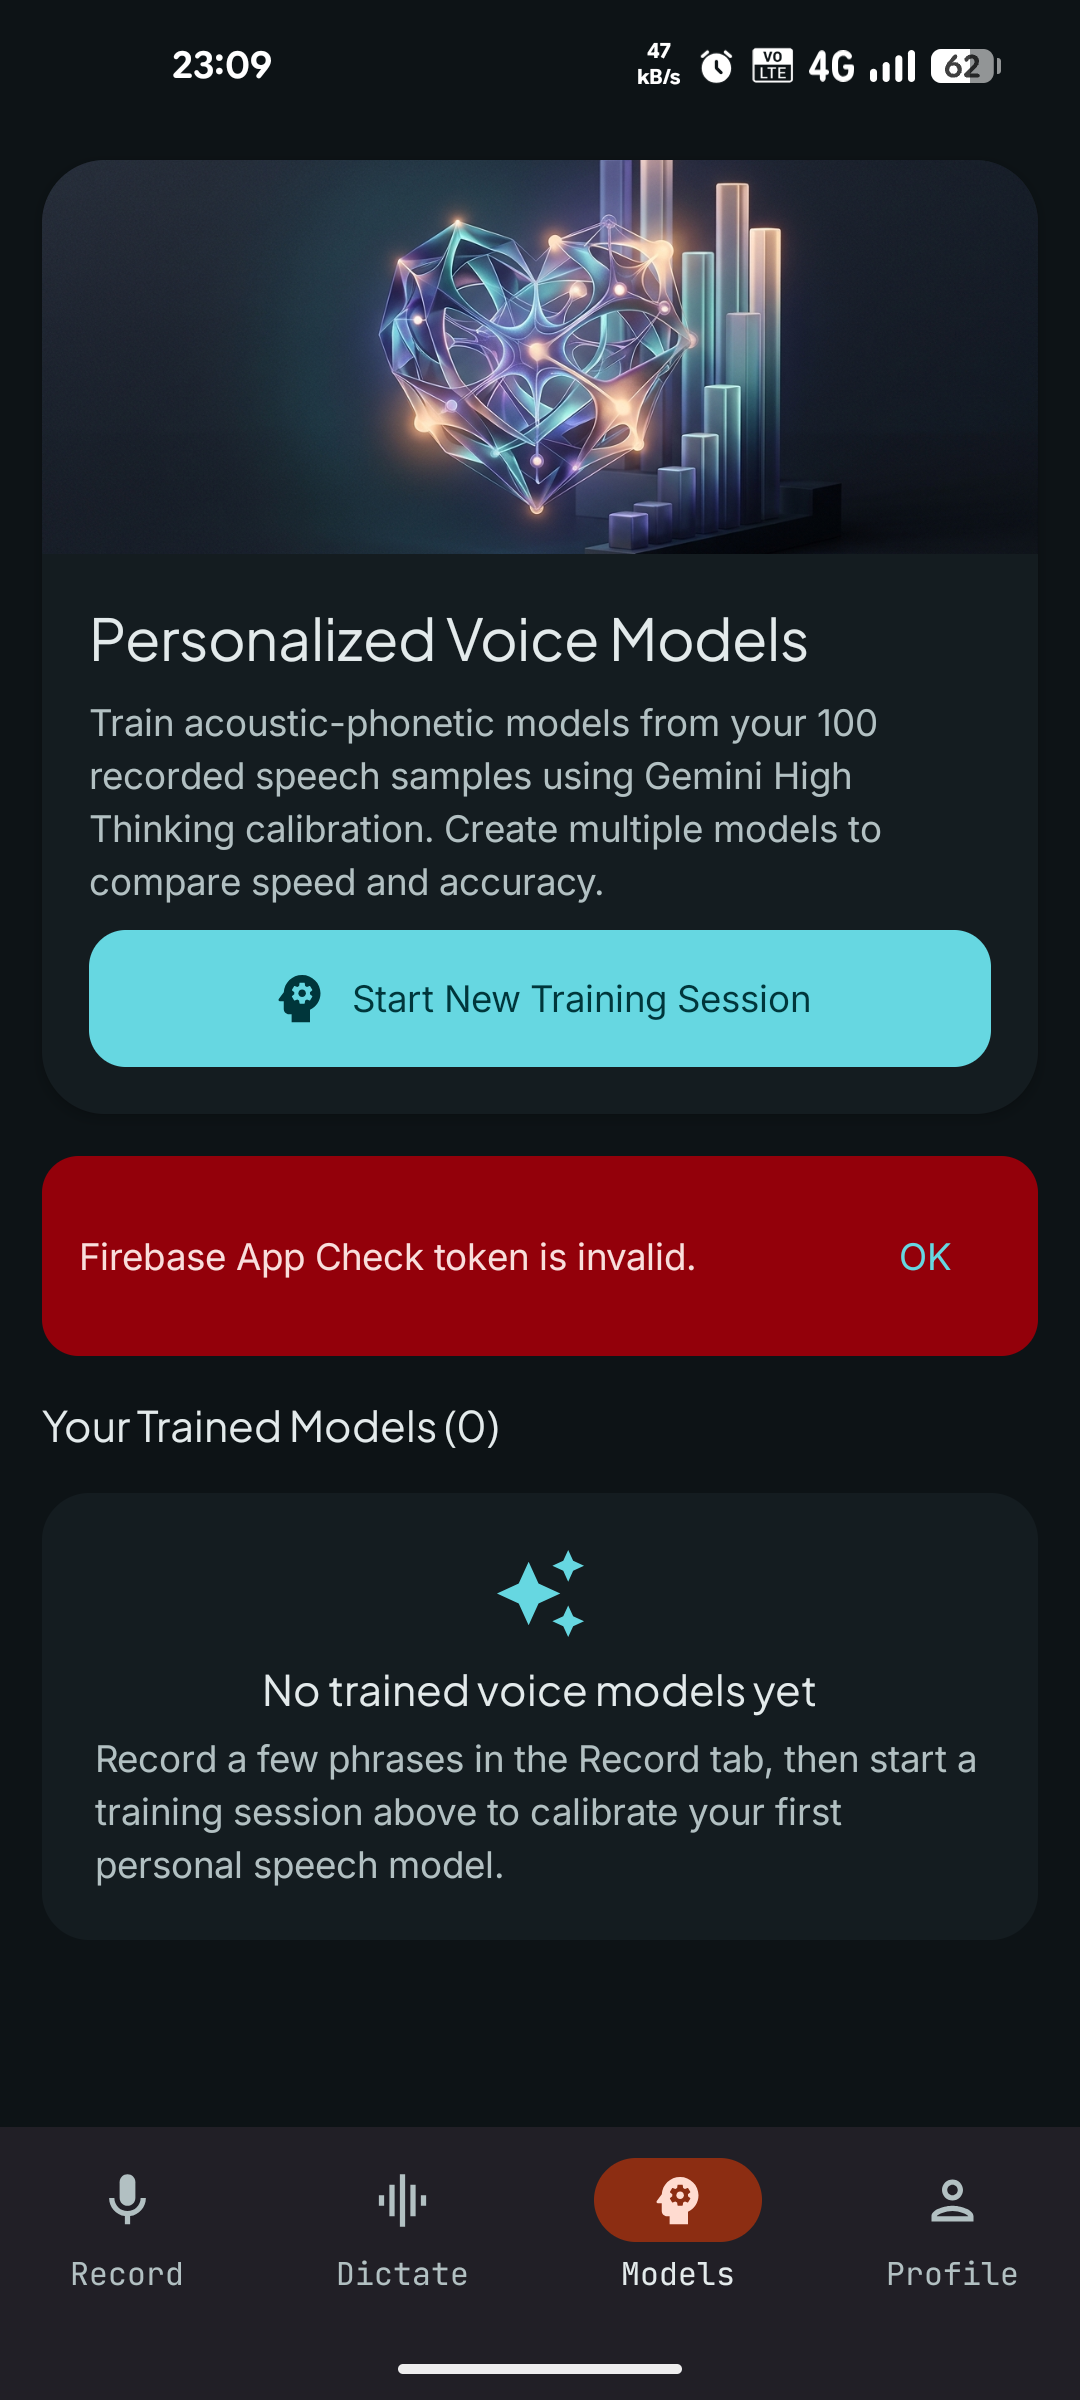 23:09
47
kB/s
VO
LTE
4G
62
Personalized Voice Models
Train acoustic-phonetic models from your 100
recorded speech samples using Gemini High
Thinking calibration. Create multiple models to
compare speed and accuracy.
Start New Training Session
Firebase App Check token is invalid.
OK
Your Trained Models (0)
No trained voice models yet
Record a few phrases in the Record tab, then start a
training session above to calibrate your first
personal speech model.
Record
Dictate
Models
Profile